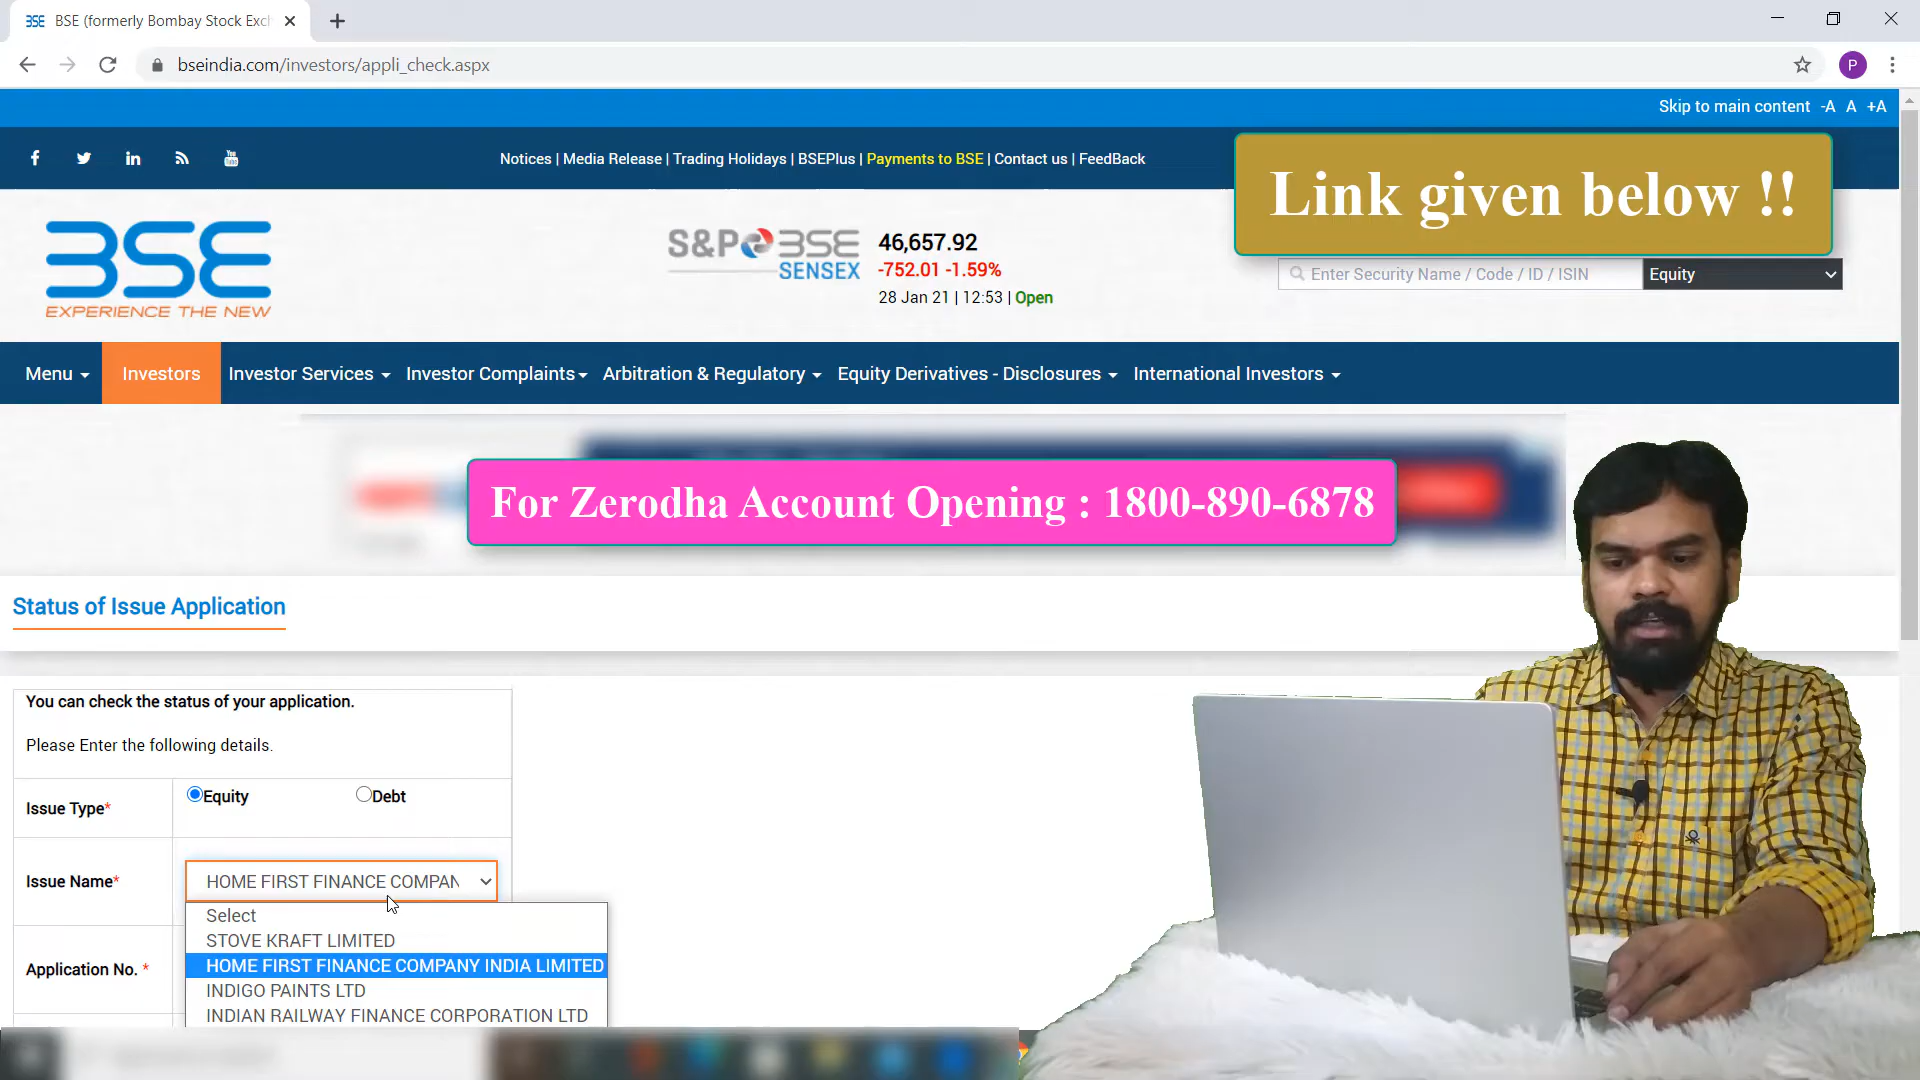 BSE (formerly Bombay Stock Exch
bseindia.com/investors/appli_check.aspx
P
Skip to main content -A A +A
Notices | Media Release | Trading Holidays | BSEPlus | Payments to BSE | Contact us | FeedBack
Link given below !!
BSE
EXPERIENCE THE NEW
S&P BSE
SENSEX
46,657.92
-752.01 -1.59%
28 Jan 21 | 12:53 | Open
Enter Security Name / Code / ID / ISIN
Equity
Menu
Investors
Investor Services
Investor Complaints
Arbitration & Regulatory
Equity Derivatives - Disclosures
International Investors
For Zerodha Account Opening : 1800-890-6878
Status of Issue Application
You can check the status of your application.
Please Enter the following details.
Issue Type*
Equity
Debt
Issue Name*
HOME FIRST FINANCE COMPAN
Select
STOVE KRAFT LIMITED
HOME FIRST FINANCE COMPANY INDIA LIMITED
INDIGO PAINTS LTD
INDIAN RAILWAY FINANCE CORPORATION LTD
Application No. *